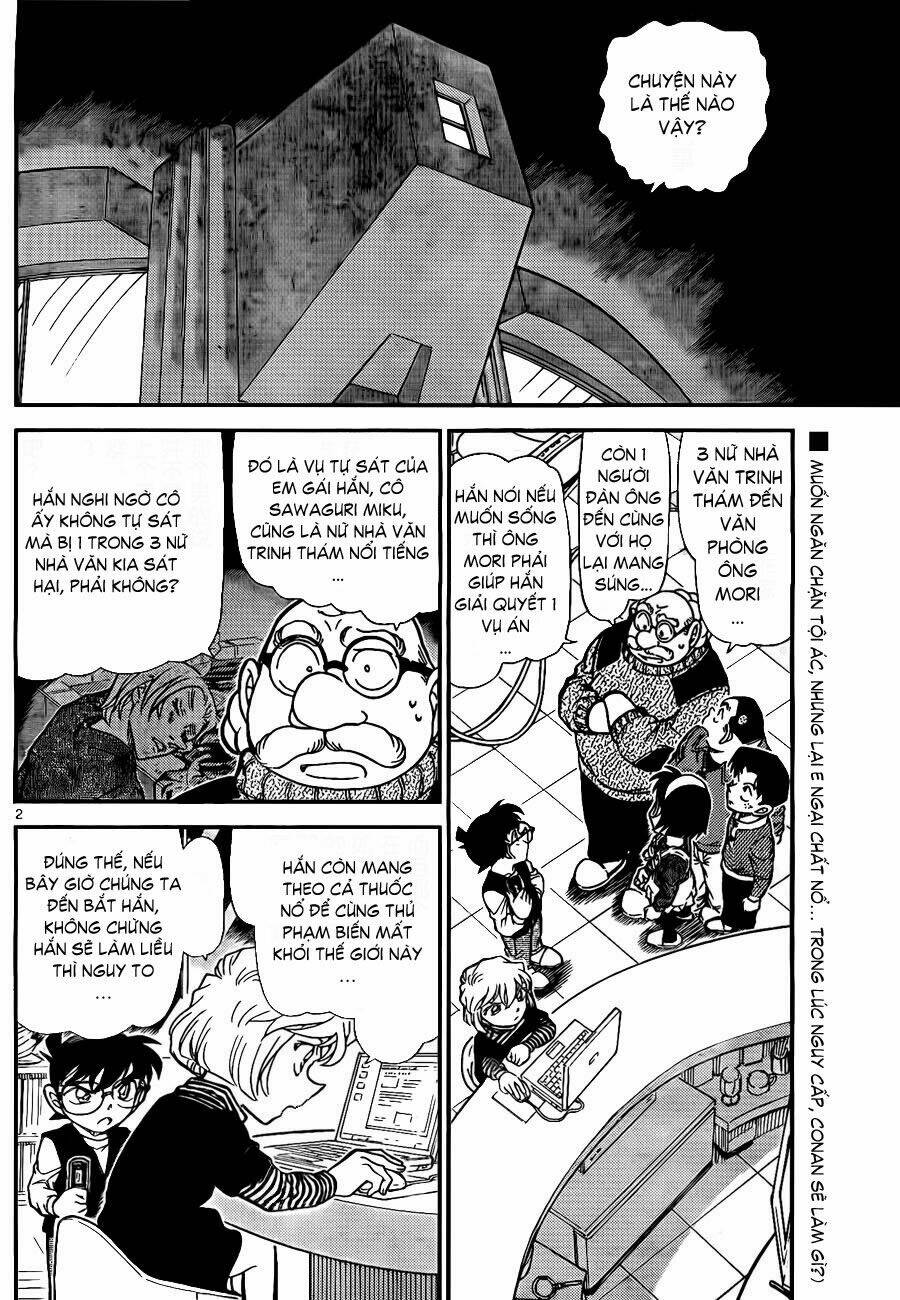 CHUYỆN NÀY
LÀ THẾ NÀO
VẬY?
3 NỮ NHÀ
VĂN TRINH
THÁM ĐẾN
VĂN
PHÒNG
ÔNG
MORI
...
CÒN 1
NGƯỜI
ĐÀN ÔNG
ĐẾN CÙNG
VỚI HỌ
LẠI MANG
SÚNG...
HẮN NÓI NẾU
MUỐN SỐNG
THÌ ÔNG
MORI PHẢI
GIÚP HẮN
GIẢI QUYẾT 1
VỤ ÁN
...
ĐÓ LÀ VỤ TỰ SÁT CỦA
EM GÁI HẮN, CÔ
SAWAGURI MIKU,
CŨNG LÀ NỮ NHÀ VĂN
TRINH THÁM NỔI TIẾNG
...
HẮN NGHI NGỜ CÔ
ẤY KHÔNG TỰ SÁT
MÀ BỊ 1 TRONG 3 NỮ
NHÀ VĂN KIA SÁT
HẠI, PHẢI KHÔNG?
2
HẮN CÒN MANG
THEO CẢ THUỐC
NỔ ĐỂ CÙNG THỦ
PHẠM BIẾN MẤT
KHỎI THẾ GIỚI NÀY
...
ĐÚNG THẾ, NẾU
BÂY GIỜ CHÚNG TA
ĐẾN BẮT HẮN,
KHÔNG CHỪNG
HẮN SẼ LÀM LIỀU
THÌ NGUY TO
...
MUỐN NGĂN CHẶN TỘI ÁC, NHƯNG LẠI E NGẠI CHẤT NỔ... TRONG LÚC NGUY CẤP, CONAN SẼ LÀM GÌ?)